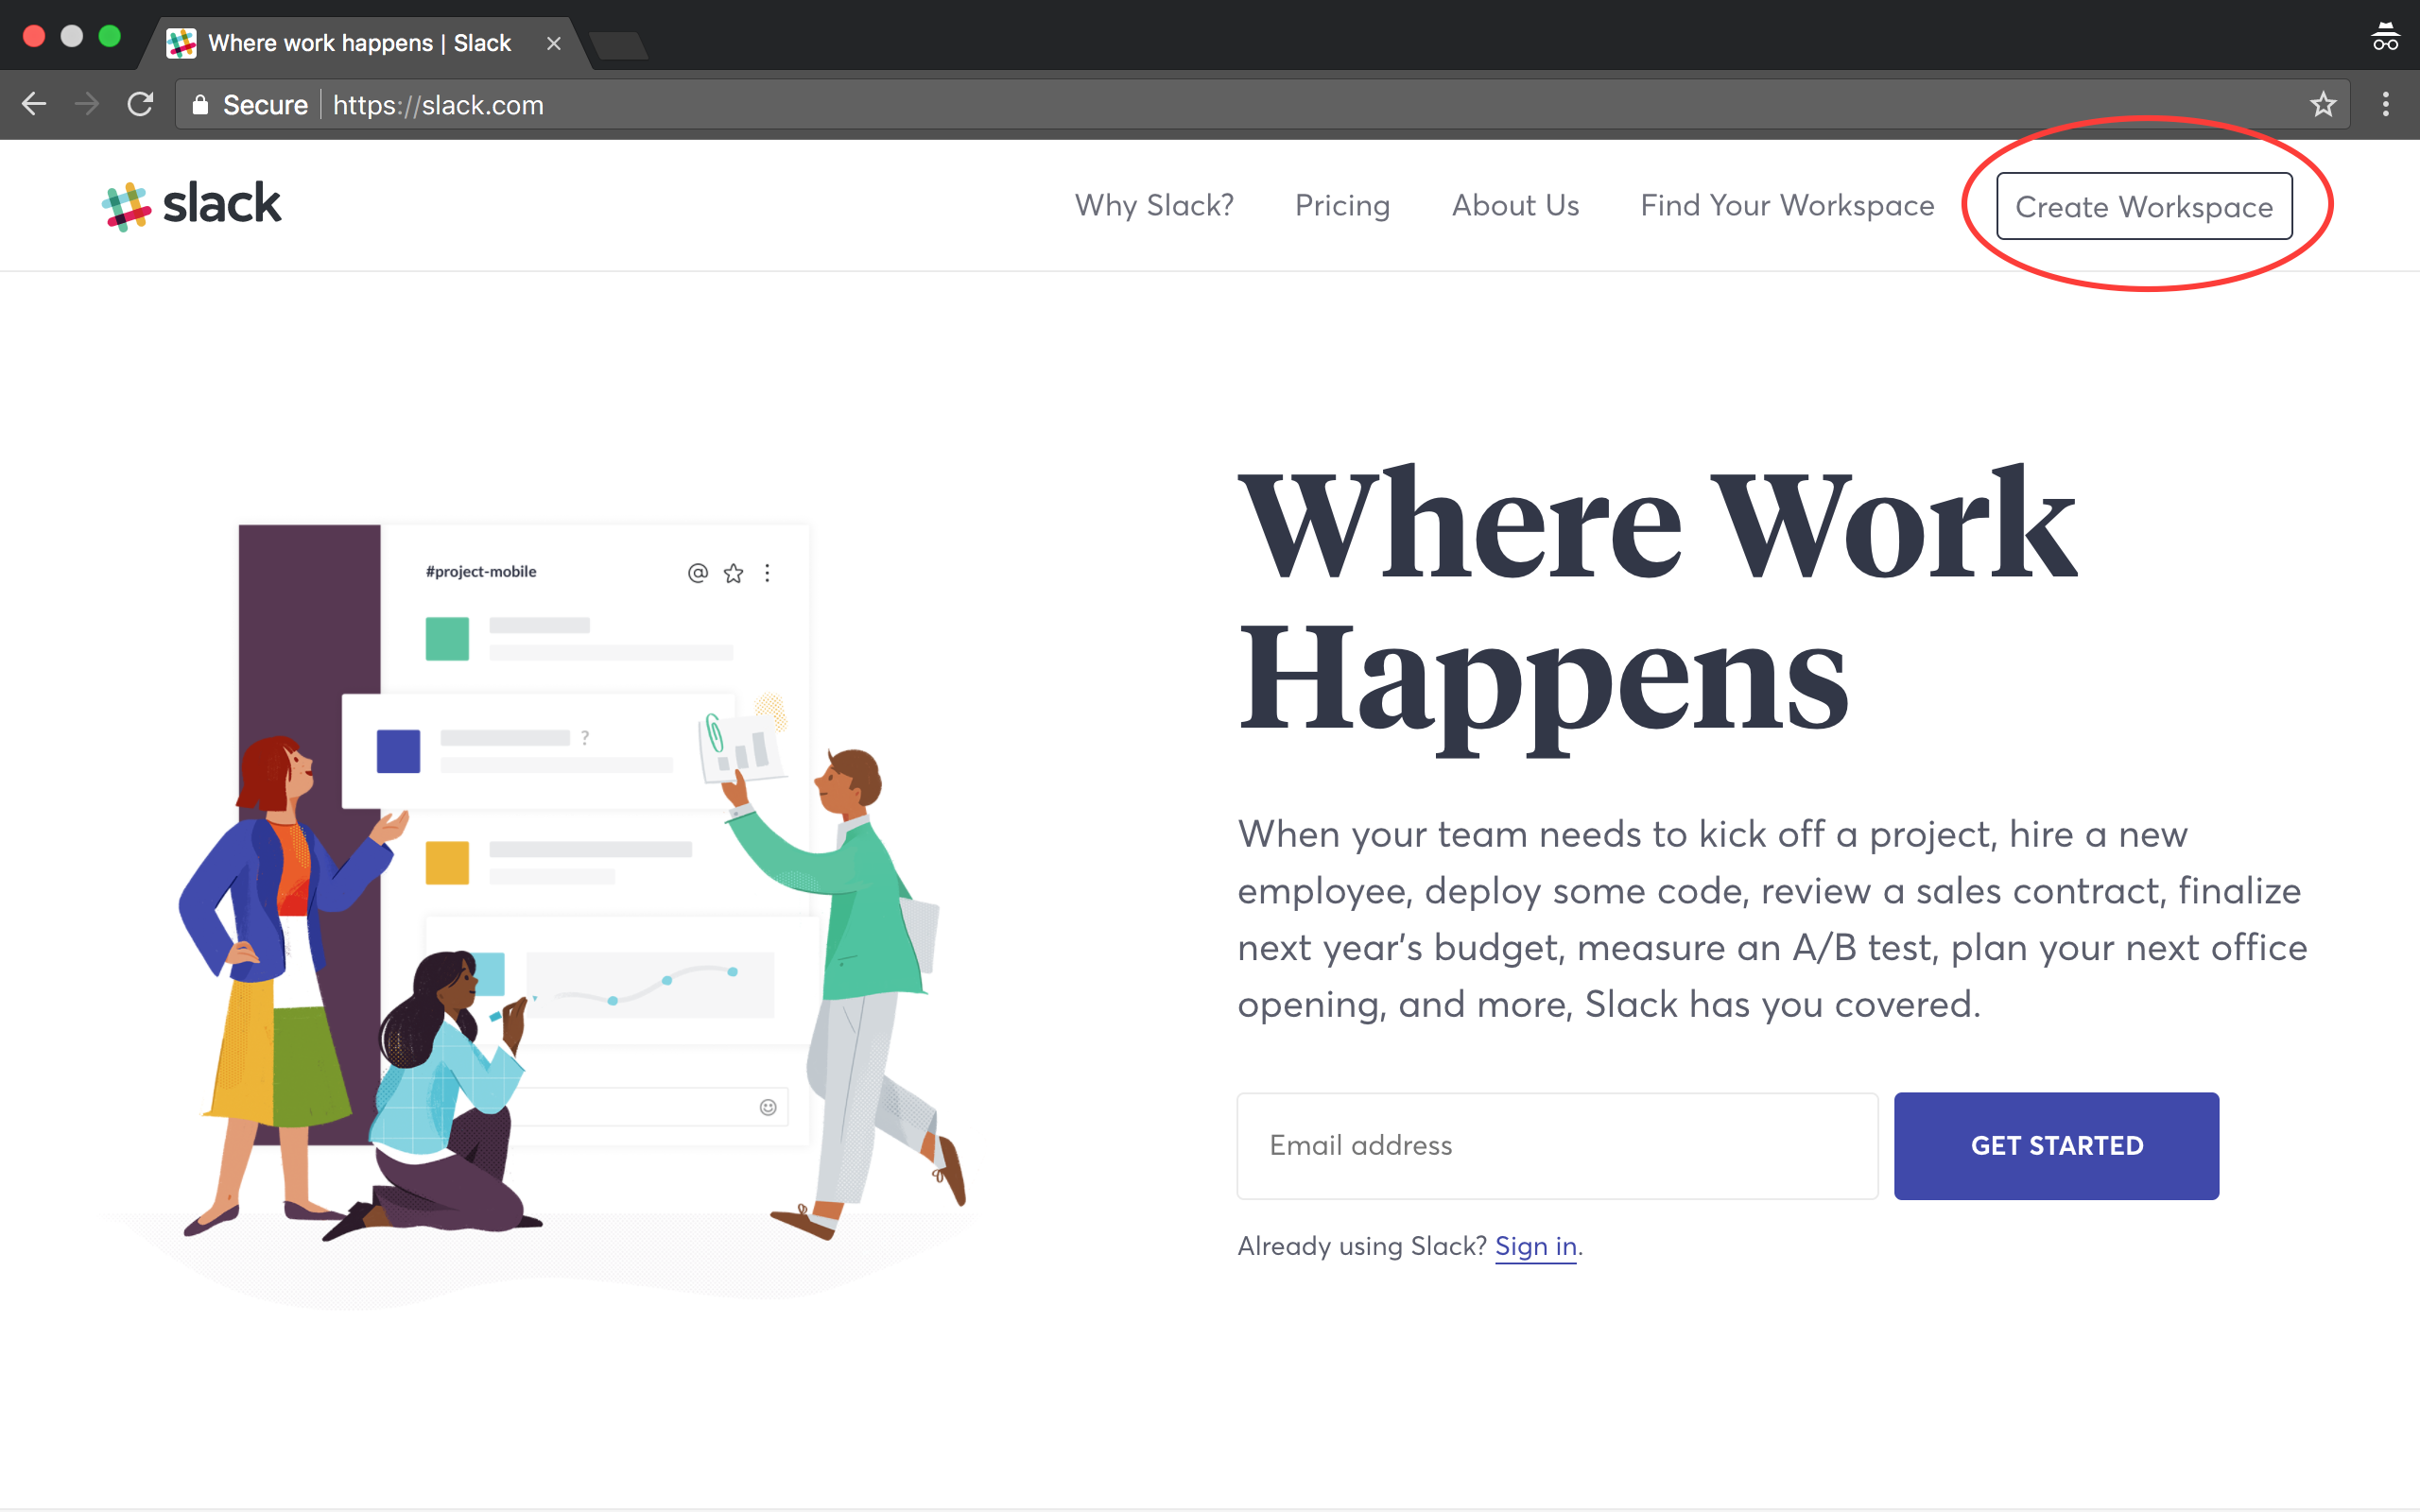 Where work happens | Slack
Secure https://slack.com
slack
Why Slack? Pricing About Us Find Your Workspace Create Workspace
#project-mobile
?
Where Work
Happens
When your team needs to kick off a project, hire a new
employee, deploy some code, review a sales contract, finalize
next year's budget, measure an A/B test, plan your next office
opening, and more, Slack has you covered.
Email address GET STARTED
Already using Slack? Sign in.